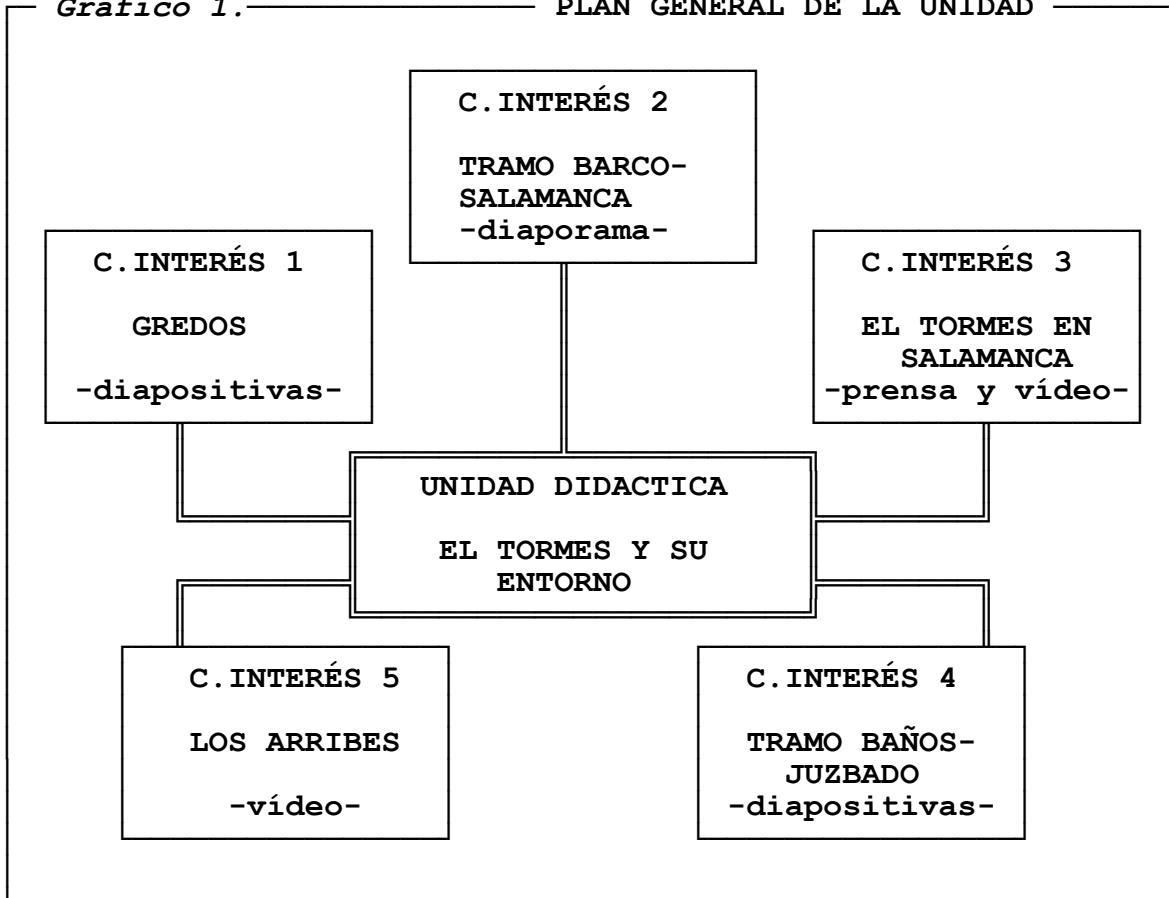 Gráfico 1. PLAN GENERAL DE LA UNIDAD
C.INTERÉS 2
TRAMO BARCO-
SALAMANCA
-diaporama-
C.INTERÉS 1
GREDOS
-diapositivas-
C.INTERÉS 3
EL TORMES EN
SALAMANCA
-prensa y vídeo-
UNIDAD DIDACTICA
EL TORMES Y SU
ENTORNO
C.INTERÉS 5
LOS ARRIBES
-vídeo-
C.INTERÉS 4
TRAMO BAÑOS-
JUZBADO
-diapositivas-